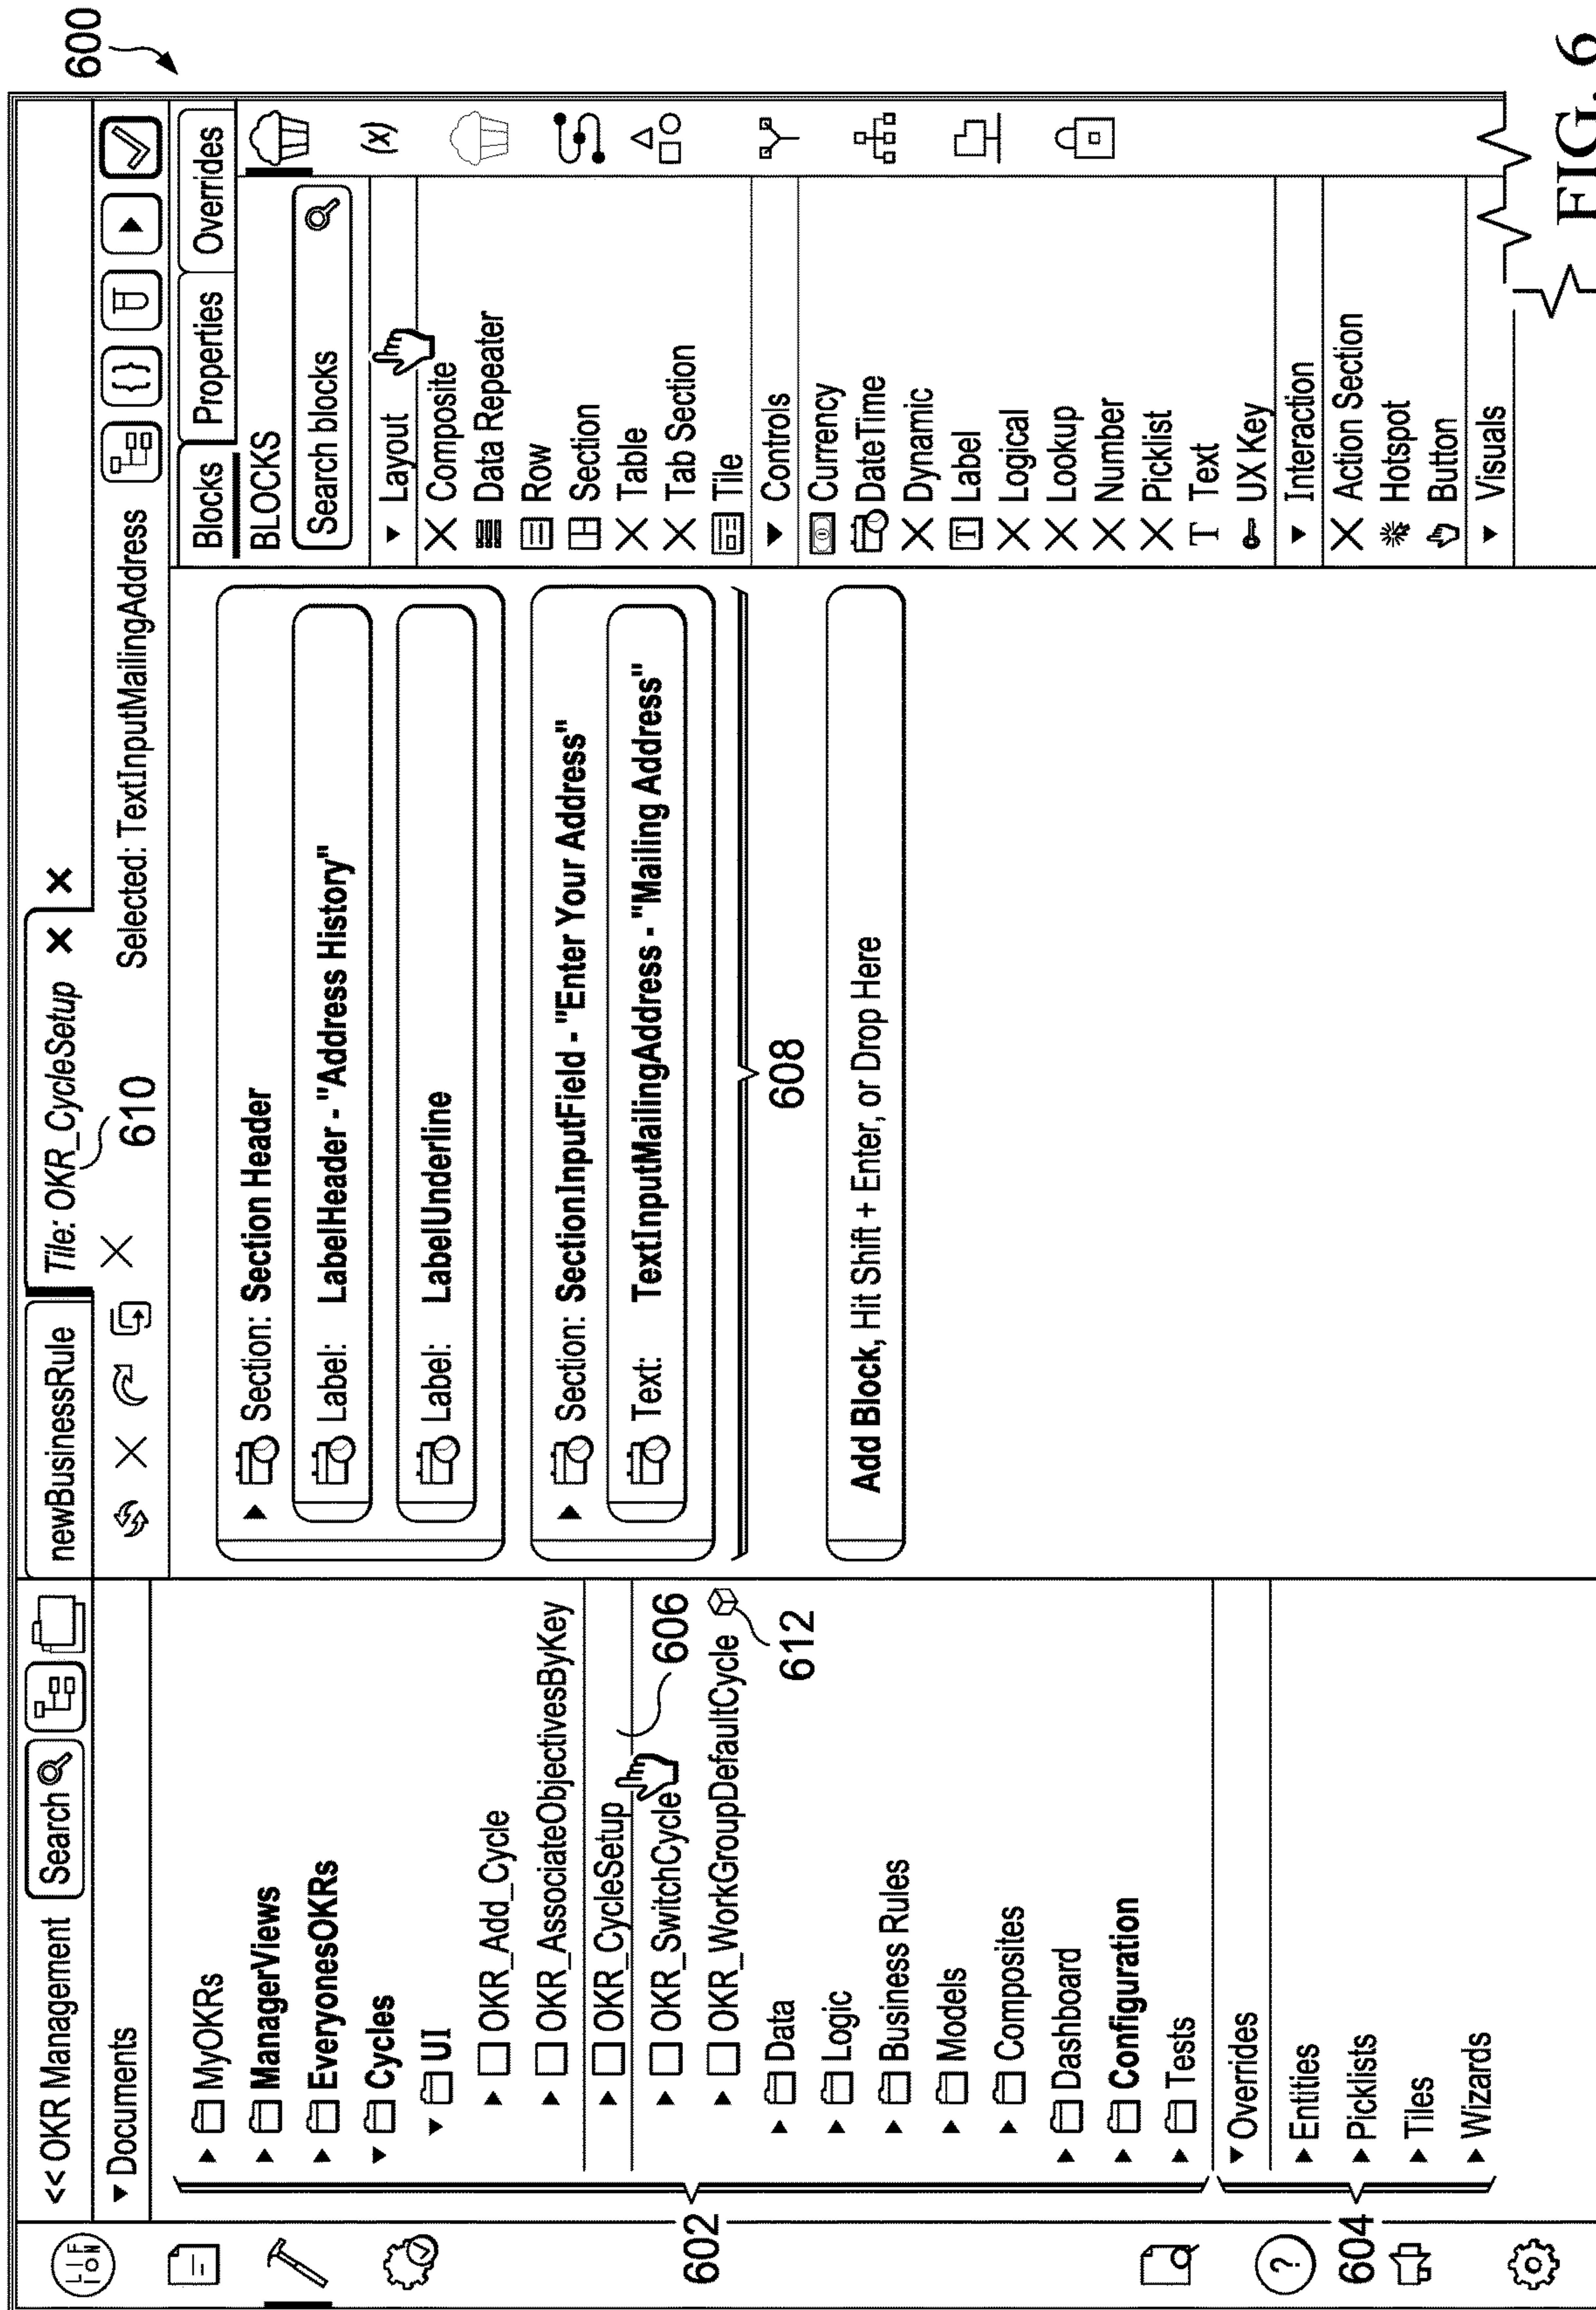 600
<< OKR Management Search
newBusinessRule
Tile: OKR_CycleSetup X X
610
Selected: TextInputMailingAddress
{ }
LIFION
▾ Documents
MyOKRs
ManagerViews
EveryonesOKRs
Cycles
UI
OKR_Add_Cycle
OKR_AssociateObjectivesByKey
OKR_CycleSetup
606
OKR_SwitchCycle
OKR_WorkGroupDefaultCycle
612
Data
Logic
Business Rules
Models
Composites
Dashboard
Configuration
Tests
602
Overrides
Entities
Picklists
Tiles
Wizards
604
?
Section: Section Header
Label: LabelHeader - "Address History"
Label: LabelUnderline
Section: SectionInputField - "Enter Your Address"
Text: TextInputMailingAddress - "Mailing Address"
608
Add Block, Hit Shift + Enter, or Drop Here
Blocks Properties Overrides
BLOCKS
Search blocks
(x)
Layout
Composite
Data Repeater
Row
Section
Table
Tab Section
Tile
Controls
Currency
DateTime
Dynamic
T Label
Logical
Lookup
Number
Picklist
T Text
UX Key
Interaction
Action Section
Hotspot
Button
Visuals
FIG. 6